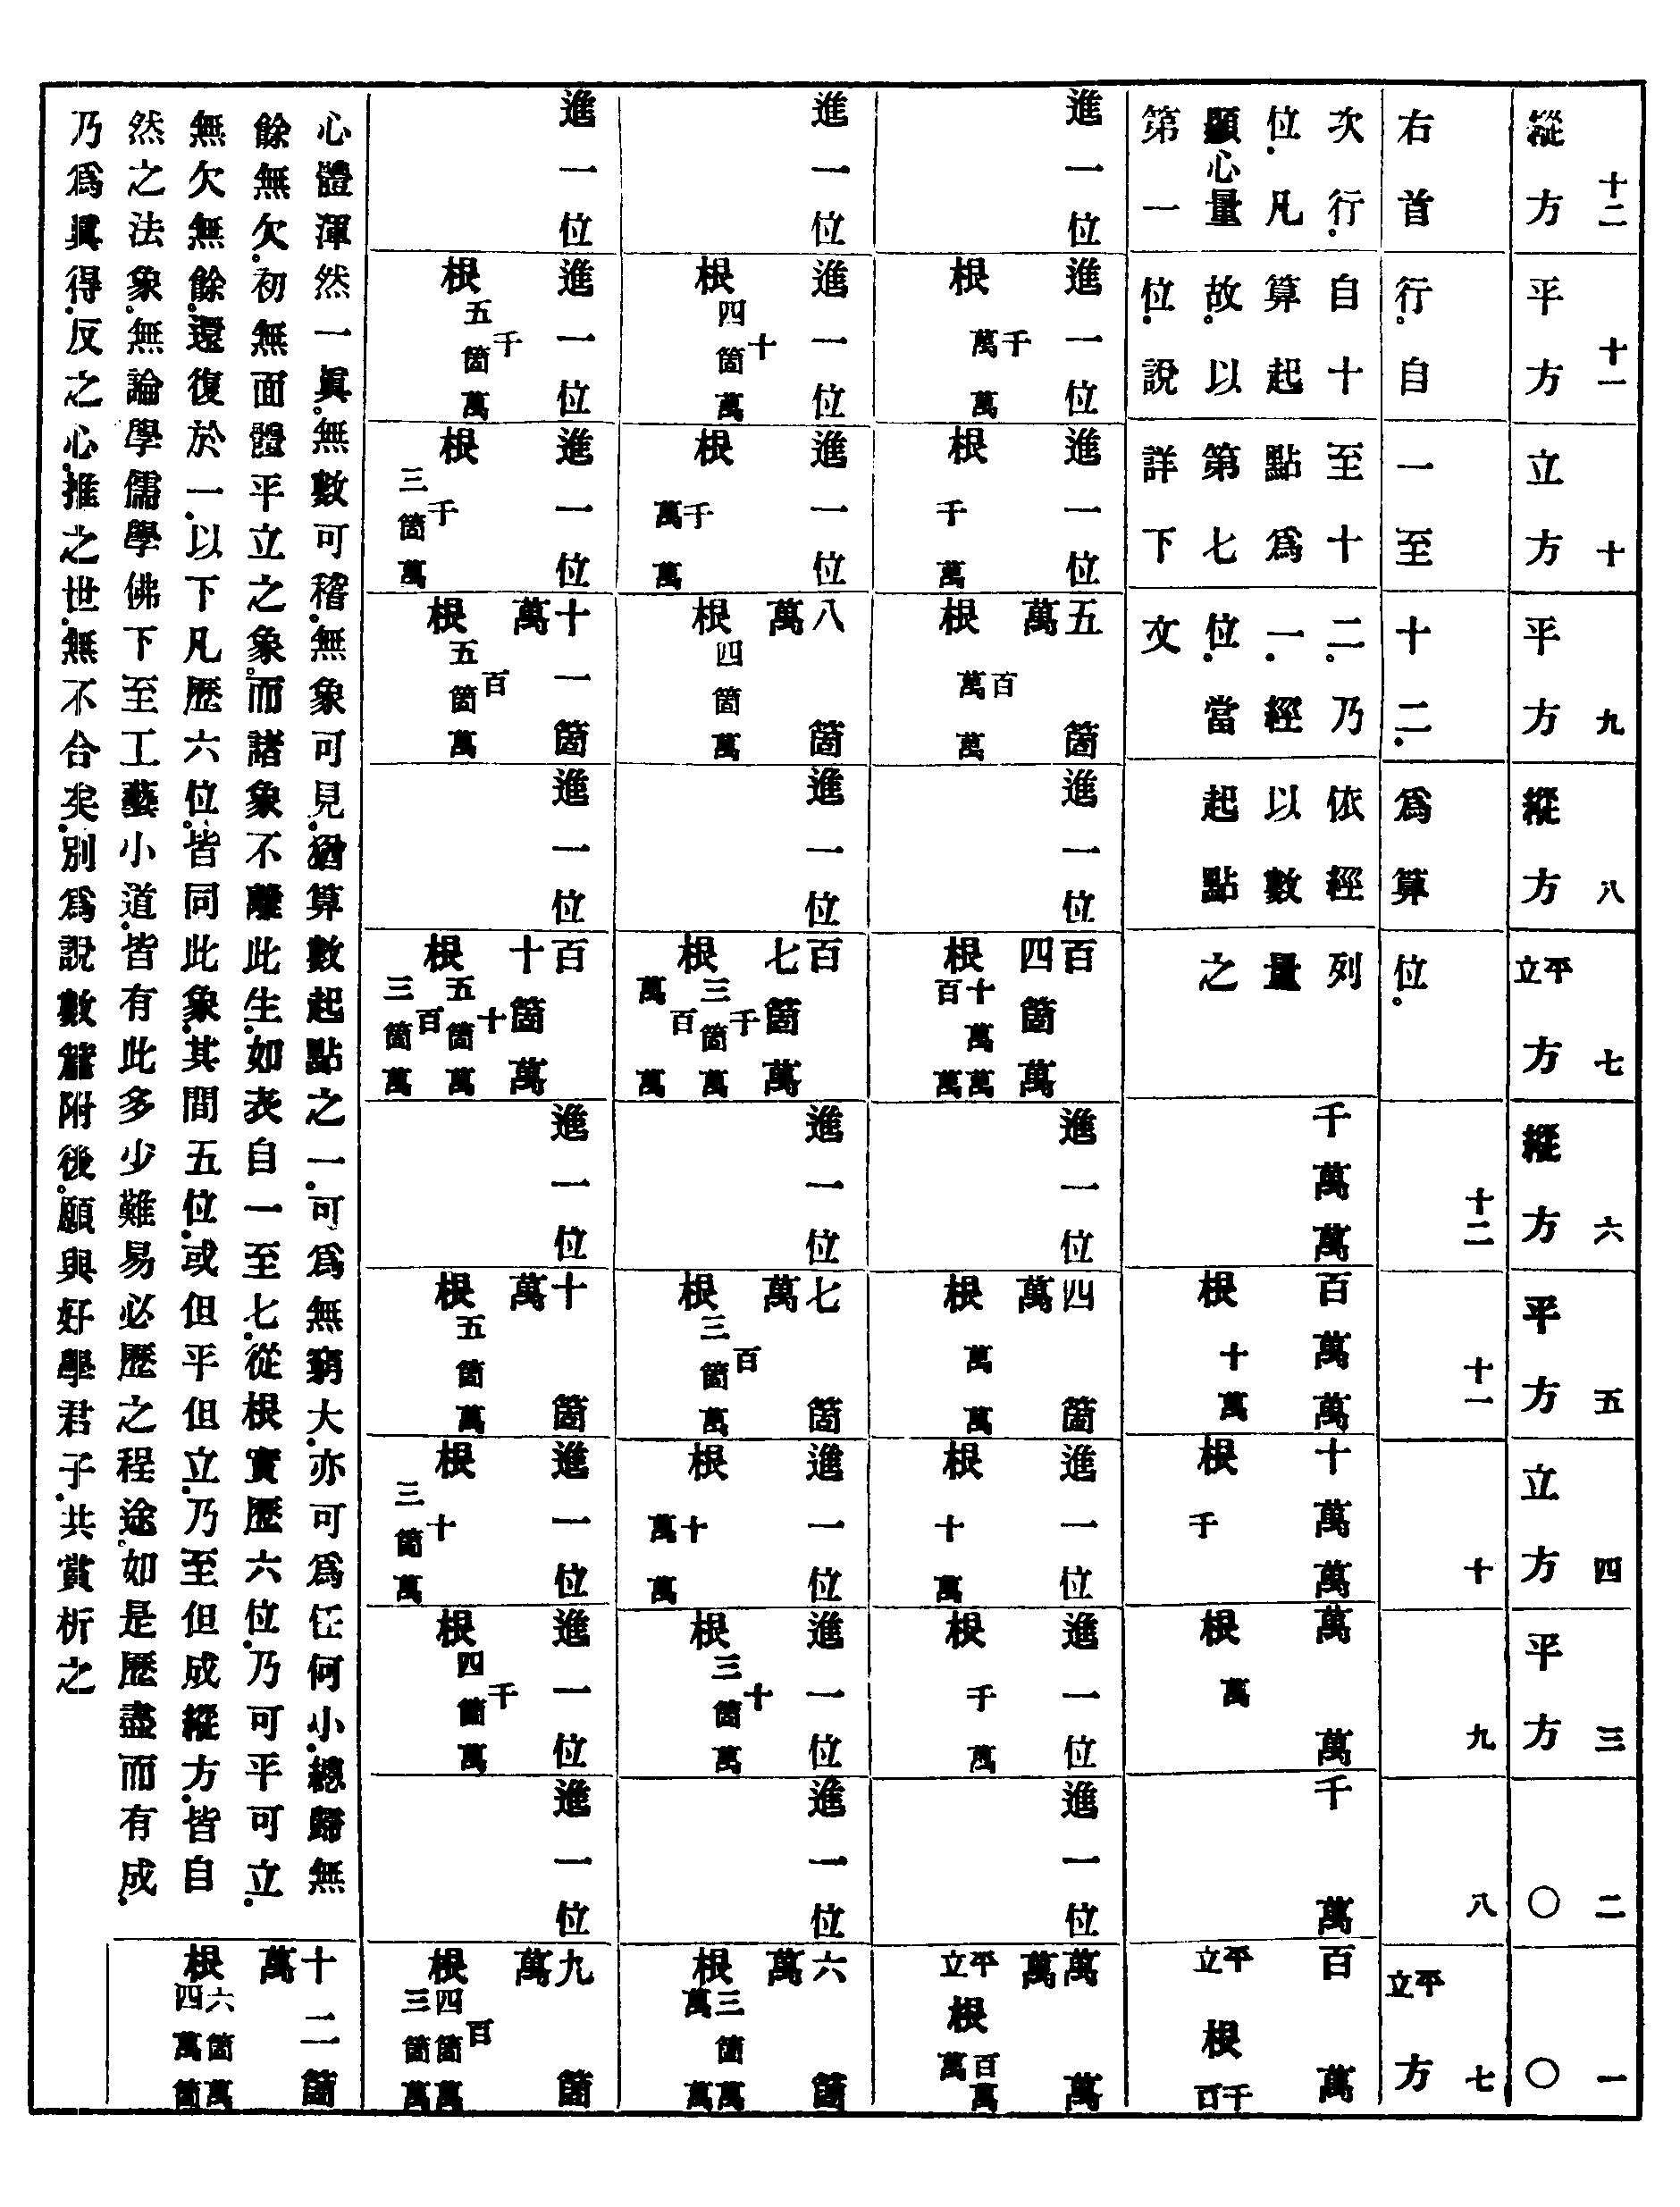 十二 縱方
十一 平方
十 立方
九 平方
八 縱方
七 平立方
六 縱方
五 平方
四 立方
三 平方
二 〇
一 〇
右首行。自一至十二。爲算位。
十二
十一
十
九
八
七 平立方
次行。自十至十二。乃依經列
位。凡算起點爲一。經以數量
顯心量故。以第七位。當起點之
第一位。說詳下文
千萬萬
百萬萬 根 十萬
十萬萬 根 千
萬萬 根 萬
千萬
百萬 平立根 千百
進一位
進一位 根 千萬萬
進一位 根 千萬
五箇萬 根 百萬萬
進一位
百四箇萬 根 十萬萬百萬
進一位
四箇萬 根 萬萬
進一位 根 十萬
進一位 根 千萬
進一位
萬萬萬 平立根 百萬萬
進一位
進一位 根 十四箇萬
進一位 根 千萬萬
八箇萬 根 四箇萬
進一位
百七箇萬 根 千三箇萬百萬萬
進一位
七箇萬 根 百三箇萬
進一位 根 十萬萬
進一位 根 十三箇萬
進一位
六箇萬 根 三箇萬萬萬
進一位
進一位 根 千五箇萬
進一位 根 千三箇萬
十一箇萬 根 百五箇萬
進一位
百十箇萬 根 十五箇萬百三箇萬
進一位
十箇萬 根 五箇萬
進一位 根 十三箇萬
進一位 根 千四箇萬
進一位
九箇萬 根 百四箇萬三箇萬
心體渾然一眞。無數可稽。無象可見。猶算數起點之一。可爲無窮大。亦可爲任何小。總歸無
餘無欠。初無面體平立之象。而諸象不離此生。如表自一至七。從根實歷六位。乃可平可立。
無欠無餘。還復於一。以下凡歷六位。皆同此象。其間五位。或但平但立。乃至但成縱方。皆自
然之法象。無論學儒學佛下至工藝小道。皆有此多少難易必歷之程途。如是歷盡而有成。
乃爲眞得。反之心。推之世。無不合矣。別爲說數篇附後。願與好學君子。共賞析之
十二箇萬 根 六箇萬四萬箇